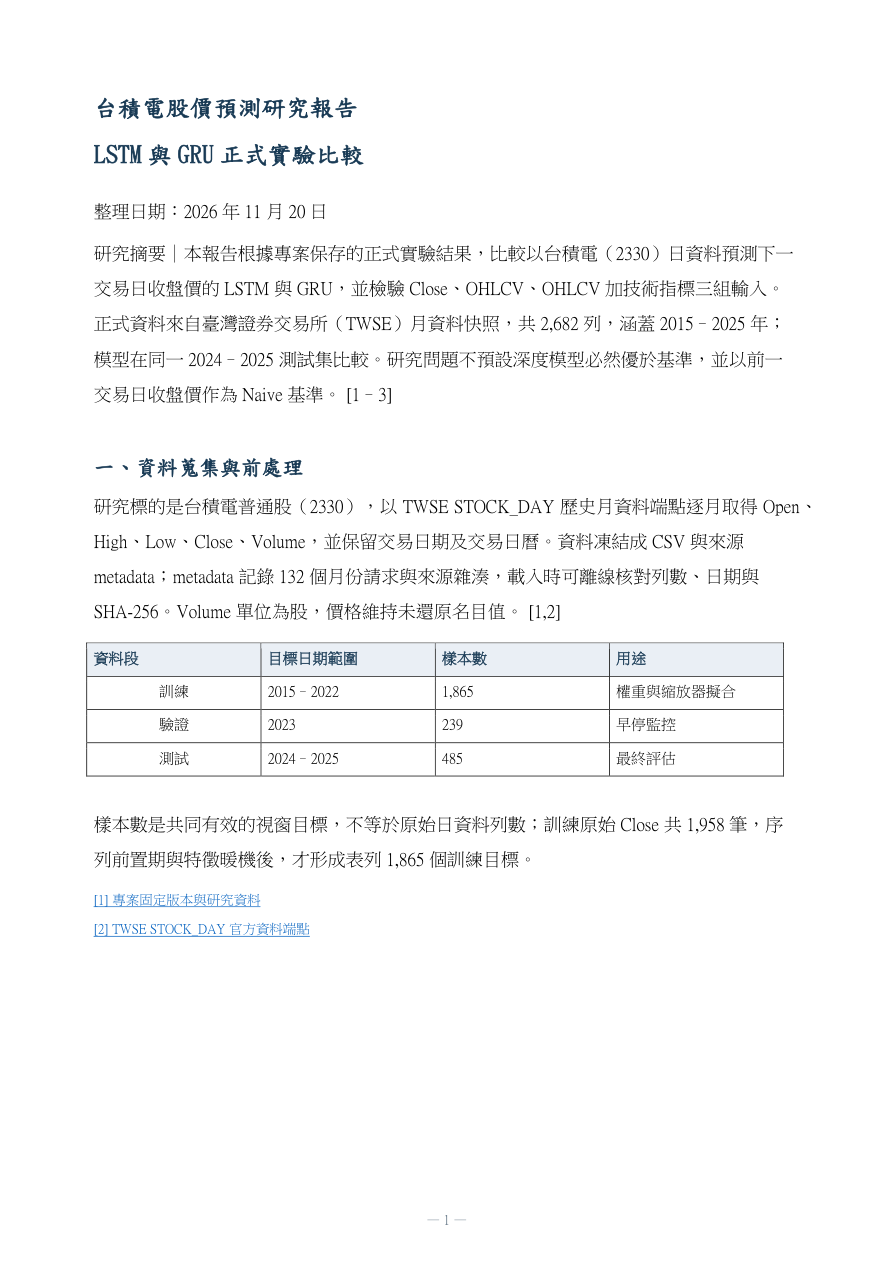 台積電股價預測研究報告
LSTM 與 GRU 正式實驗比較
整理日期：2026 年 11 月 20 日
研究摘要｜本報告根據專案保存的正式實驗結果，比較以台積電（2330）日資料預測下一
交易日收盤價的 LSTM 與 GRU，並檢驗 Close、OHLCV、OHLCV 加技術指標三組輸入。
正式資料來自臺灣證券交易所（TWSE）月資料快照，共 2,682 列，涵蓋 2015–2025 年；
模型在同一 2024–2025 測試集比較。研究問題不預設深度模型必然優於基準，並以前一
交易日收盤價作為 Naive 基準。 [1–3]
一、資料蒐集與前處理
研究標的是台積電普通股（2330），以 TWSE STOCK_DAY 歷史月資料端點逐月取得 Open、
High、Low、Close、Volume，並保留交易日期及交易日曆。資料凍結成 CSV 與來源
metadata；metadata 記錄 132 個月份請求與來源雜湊，載入時可離線核對列數、日期與
SHA-256。Volume 單位為股，價格維持未還原名目值。 [1,2]
資料段 目標日期範圍 樣本數 用途
訓練 2015–2022 1,865 權重與縮放器擬合
驗證 2023 239 早停監控
測試 2024–2025 485 最終評估
樣本數是共同有效的視窗目標，不等於原始日資料列數；訓練原始 Close 共 1,958 筆，序
列前置期與特徵暖機後，才形成表列 1,865 個訓練目標。
[1] 專案固定版本與研究資料
[2] TWSE STOCK_DAY 官方資料端點
— 1 —